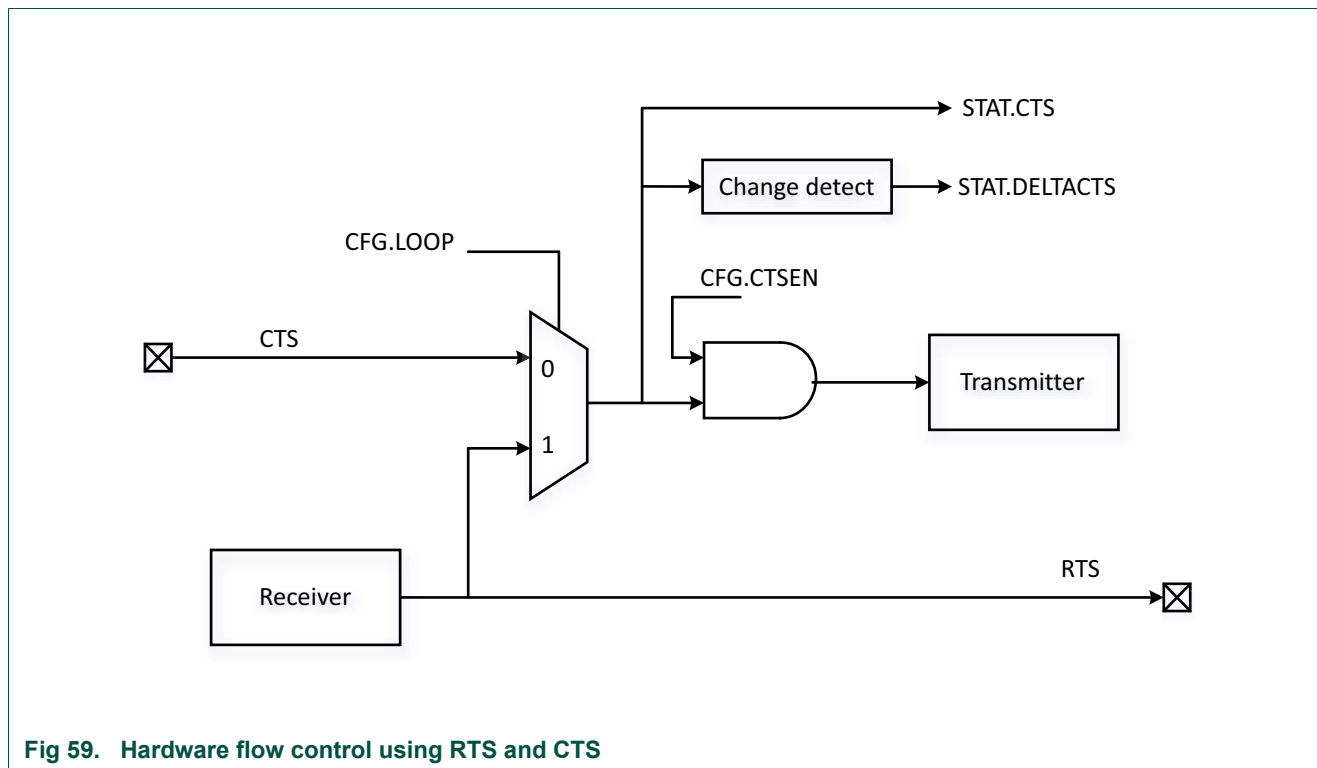 STAT.CTS
Change detect
STAT.DELTACTS
CFG.LOOP
CFG.CTSEN
CTS
0
Transmitter
1
RTS
Receiver
Fig 59. Hardware flow control using RTS and CTS